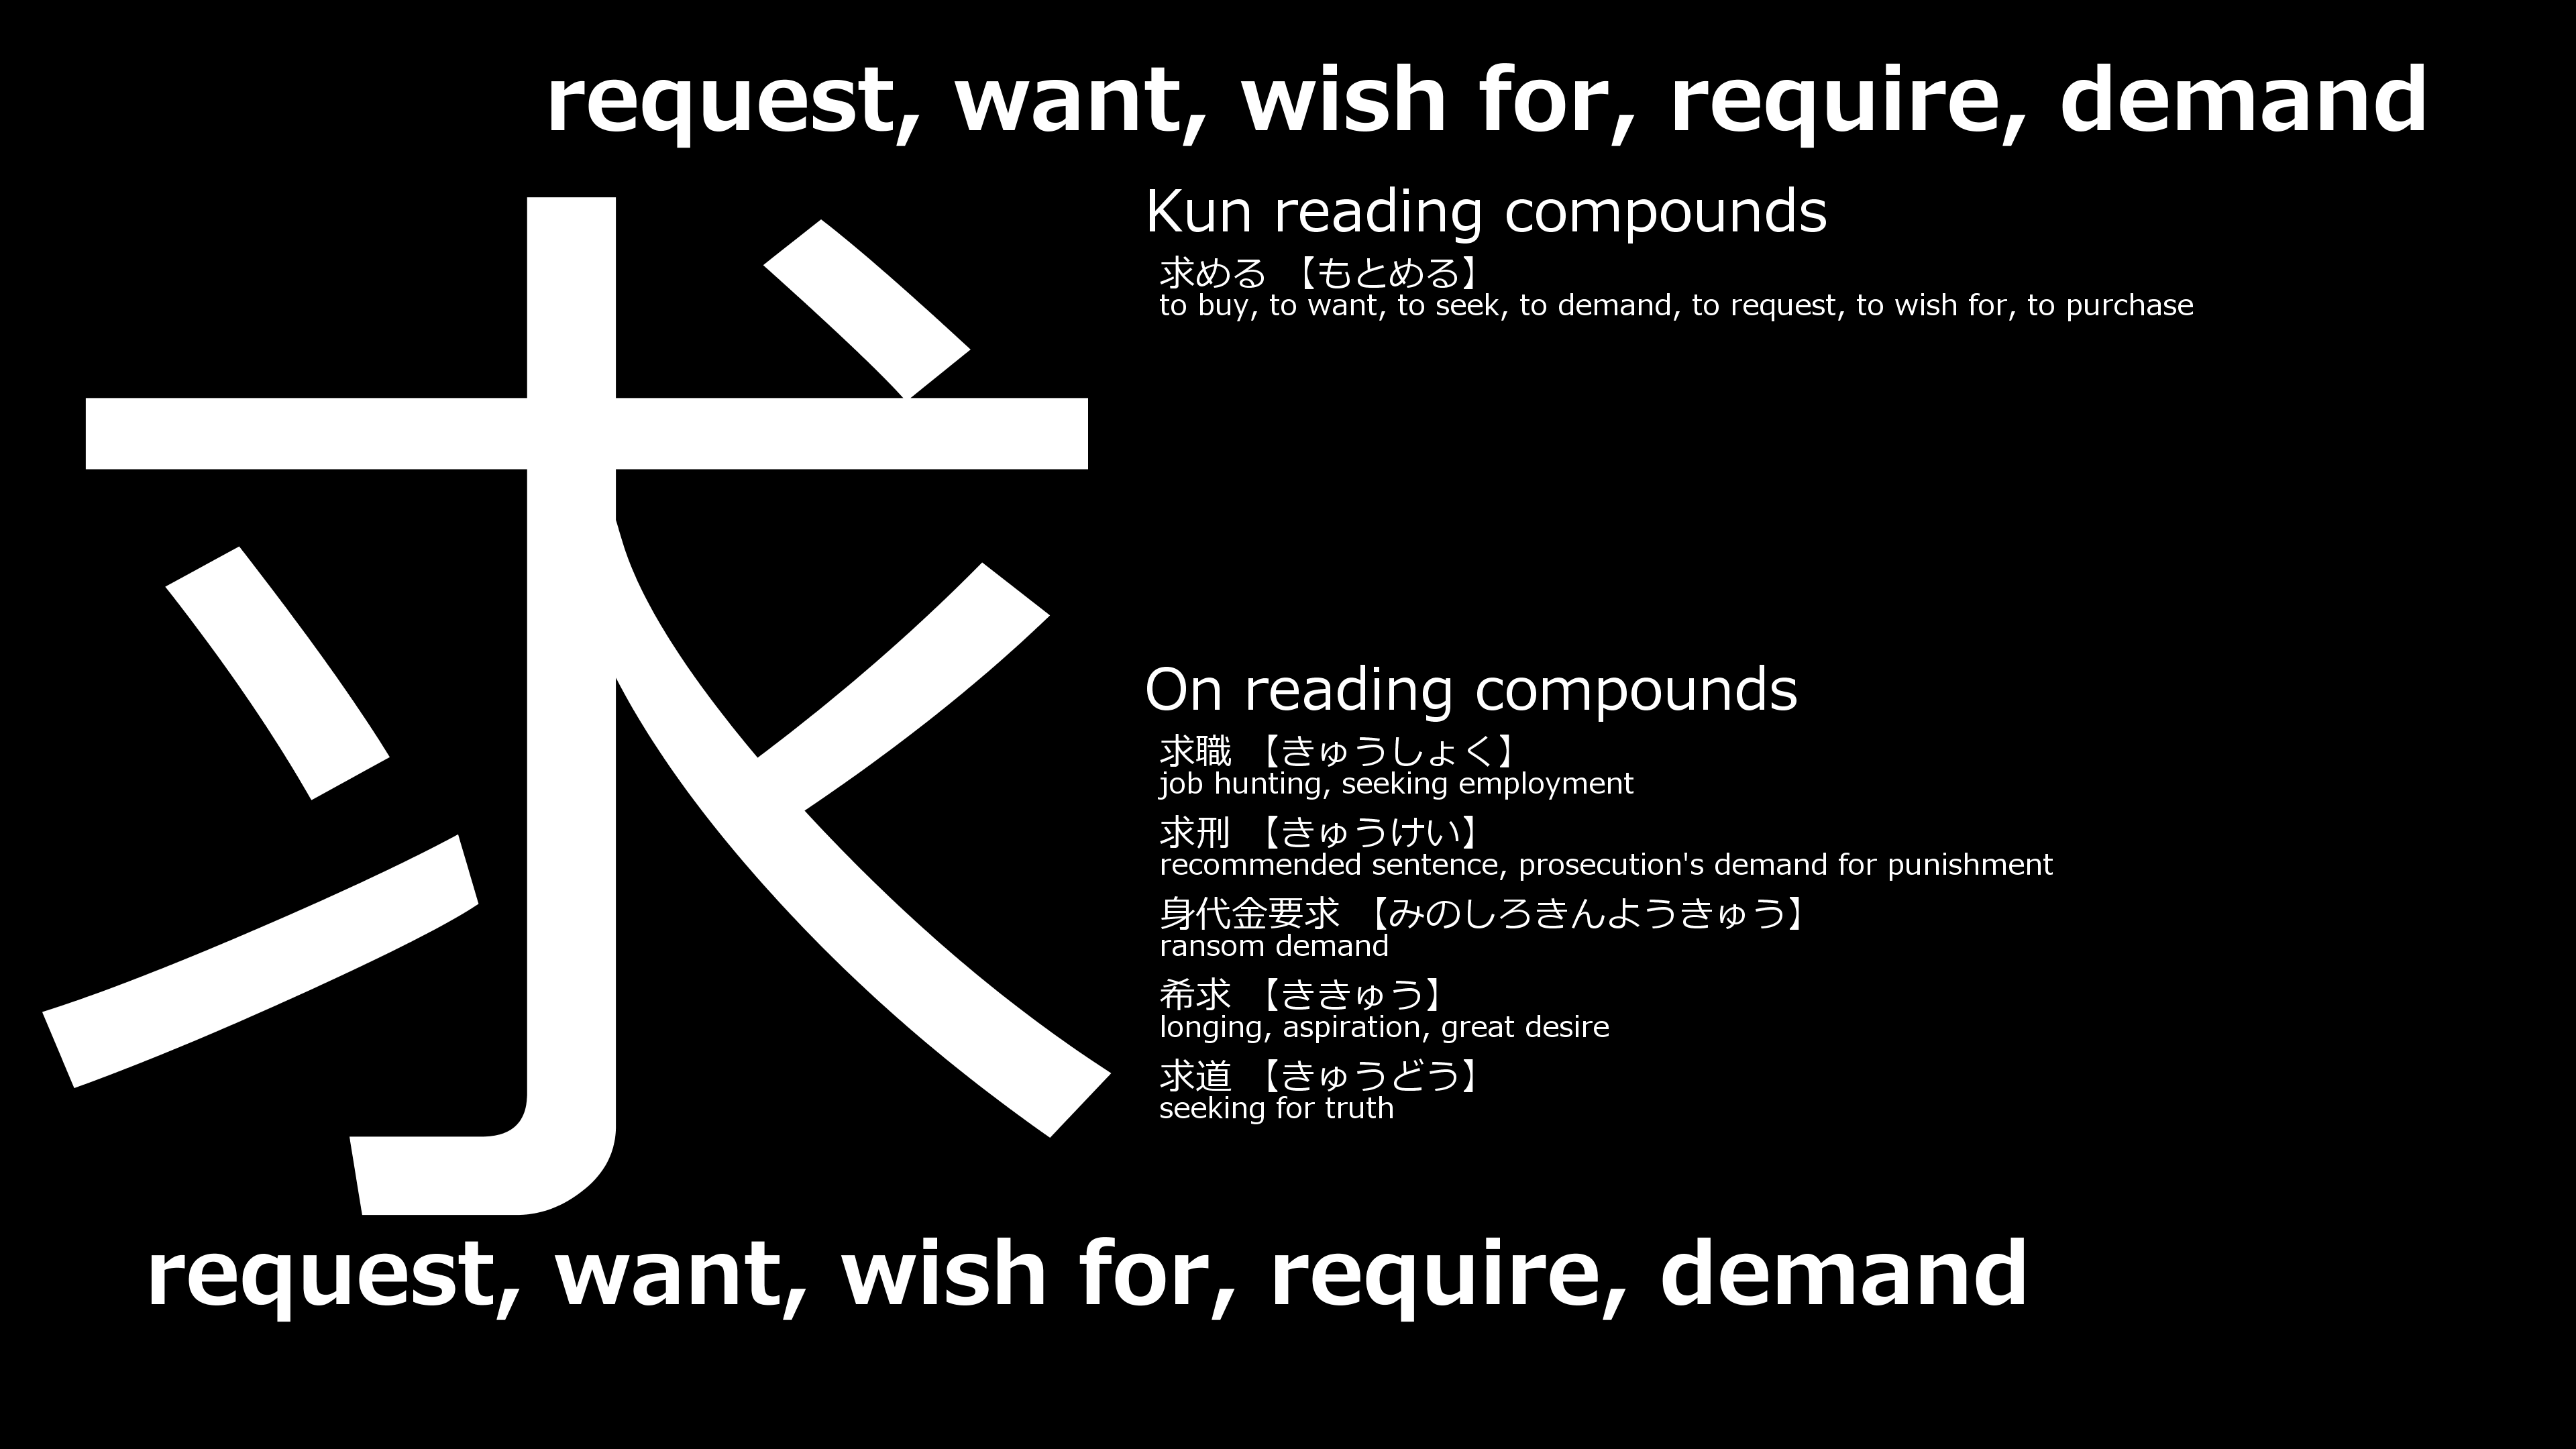 request, want, wish for, require, demand
求
Kun reading compounds
求める 【もとめる】
to buy, to want, to seek, to demand, to request, to wish for, to purchase
On reading compounds
求職 【きゅうしょく】
job hunting, seeking employment
求刑 【きゅうけい】
recommended sentence, prosecution's demand for punishment
身代金要求 【みのしろきんようきゅう】
ransom demand
希求 【ききゅう】
longing, aspiration, great desire
求道 【きゅうどう】
seeking for truth
request, want, wish for, require, demand